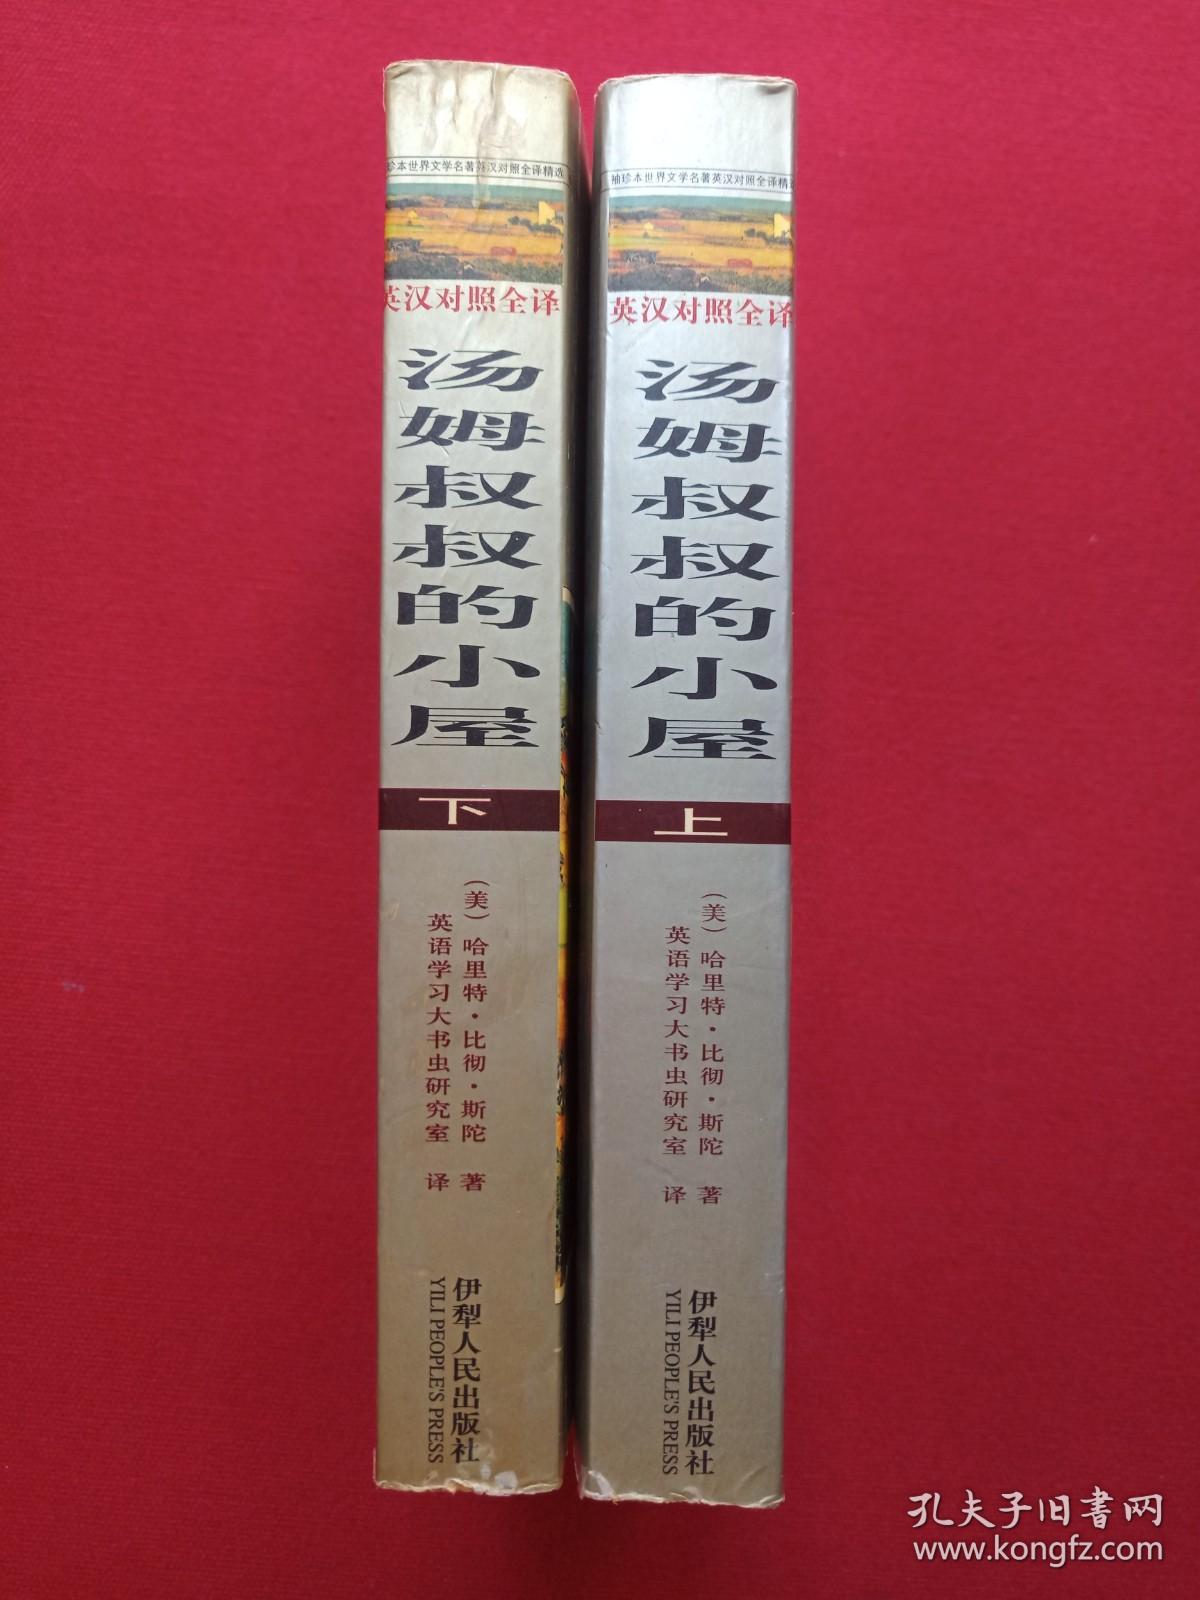 珍本世界文学名著英汉对照全译精选
英汉对照全译
汤姆叔叔的小屋
下
（美）哈里特·比彻·斯陀 著
英语学习大书虫研究室 译
伊犁人民出版社
YILI PEOPLE'S PRESS
袖珍本世界文学名著英汉对照全译精选
英汉对照全译
汤姆叔叔的小屋
上
（美）哈里特·比彻·斯陀 著
英语学习大书虫研究室 译
伊犁人民出版社
YILI PEOPLE'S PRESS
孔夫子旧书网
www.kongfz.com